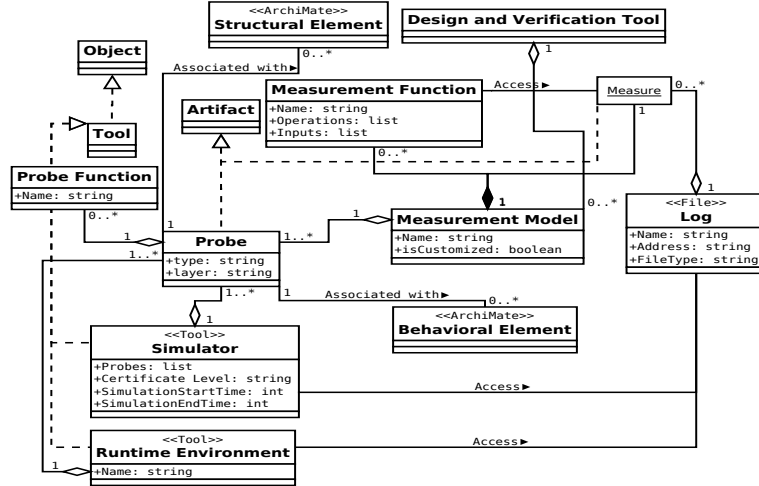 <<ArchiMate>>
Structural Element
0..*
Design and Verification Tool
1
Object
Associated with
Measurement Function
+Name: string
+Operations: list
+Inputs: list
0..*
Access
Measure
0..*
1
Artifact
Tool
Probe Function
+Name: string
0..*
1
1
1..*
Probe
+type: string
+layer: string
1..*
1
1..*
1
Measurement Model
+Name: string
+isCustomized: boolean
1
0..*
1
<<File>>
Log
+Name: string
+Address: string
+FileType: string
Associated with
0..*
<<ArchiMate>>
Behavioral Element
1
<<Tool>>
Simulator
+Probes: list
+Certificate Level: string
+SimulationStartTime: int
+SimulationEndTime: int
Access
<<Tool>>
Runtime Environment
+Name: string
1
Access